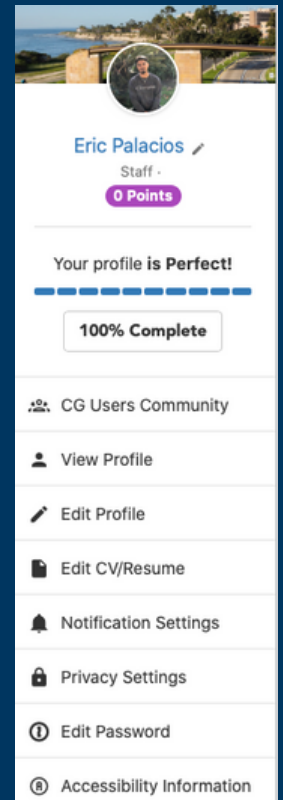 Eric Palacios
Staff -
0 Points
Your profile is Perfect!
100% Complete
CG Users Community
View Profile
Edit Profile
Edit CV/Resume
Notification Settings
Privacy Settings
Edit Password
Accessibility Information